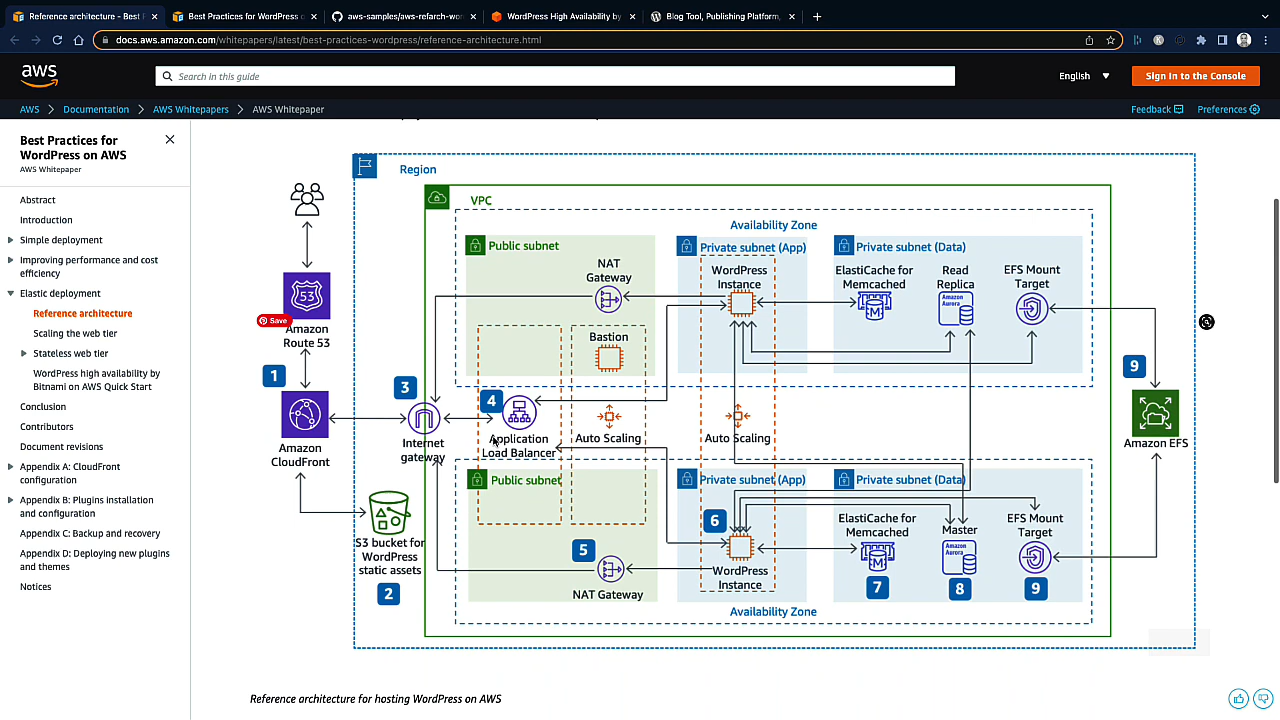 Reference architecture - Best F
Best Practices for WordPress o
aws-samples/aws-refarch-wor
WordPress High Availability by
Blog Tool, Publishing Platform,
docs.aws.amazon.com/whitepapers/latest/best-practices-wordpress/reference-architecture.html
aws
Search in this guide
English
Sign in to the Console
AWS
Documentation
AWS Whitepapers
AWS Whitepaper
Feedback
Preferences
Best Practices for
WordPress on AWS
AWS Whitepaper
Abstract
Introduction
Simple deployment
Improving performance and cost
efficiency
Elastic deployment
Reference architecture
Scaling the web tier
Stateless web tier
WordPress high availability by
Bitnami on AWS Quick Start
Conclusion
Contributors
Document revisions
Appendix A: CloudFront
configuration
Appendix B: Plugins installation
and configuration
Appendix C: Backup and recovery
Appendix D: Deploying new plugins
and themes
Notices
Region
VPC
Availability Zone
Public subnet
Private subnet (App)
Private subnet (Data)
NAT
Gateway
WordPress
Instance
ElastiCache for
Memcached
Read
Replica
EFS Mount
Target
53
Save
Amazon
Route 53
M
Amazon
Aurora
Bastion
1
3
4
9
Amazon
CloudFront
Internet
gateway
Application
Load Balancer
Auto Scaling
Auto Scaling
Amazon EFS
Public subnet
Private subnet (App)
Private subnet (Data)
S3 bucket for
WordPress
static assets
2
5
NAT Gateway
6
WordPress
Instance
ElastiCache for
Memcached
M
7
Master
Amazon
Aurora
8
EFS Mount
Target
9
Availability Zone
Reference architecture for hosting WordPress on AWS